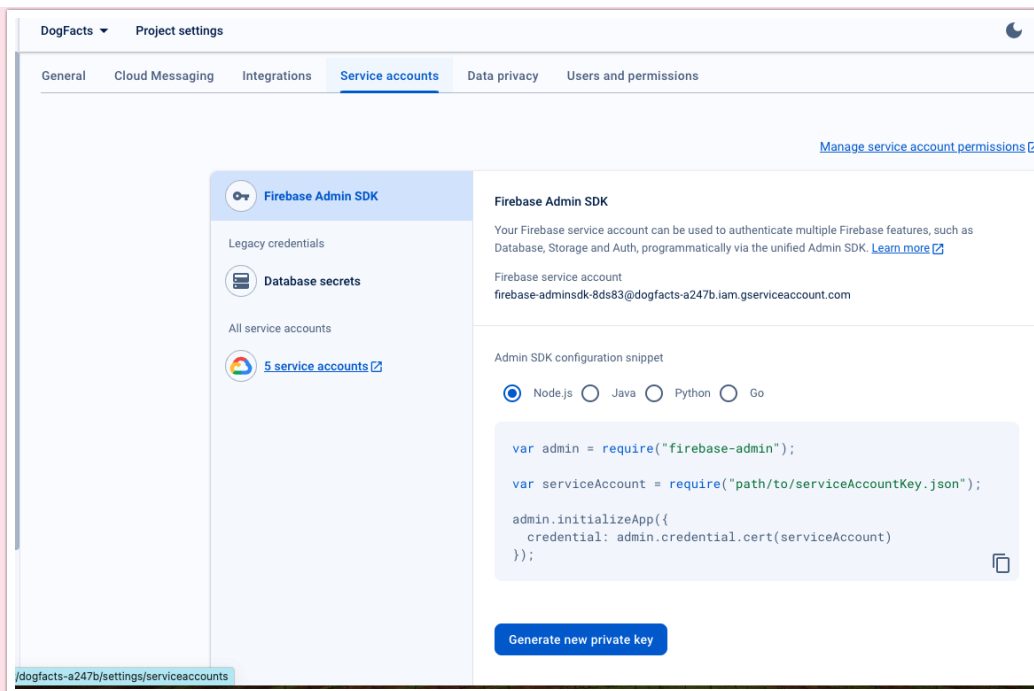 DogFacts Project settings
General Cloud Messaging Integrations Service accounts Data privacy Users and permissions
Manage service account permissions
Firebase Admin SDK
Legacy credentials
Database secrets
All service accounts
5 service accounts
Firebase Admin SDK
Your Firebase service account can be used to authenticate multiple Firebase features, such as
Database, Storage and Auth, programmatically via the unified Admin SDK. Learn more
Firebase service account
firebase-adminsdk-8ds83@dogfacts-a247b.iam.gserviceaccount.com
Admin SDK configuration snippet
Node.js Java Python Go
var admin = require("firebase-admin");
var serviceAccount = require("path/to/serviceAccountKey.json");
admin.initializeApp({
  credential: admin.credential.cert(serviceAccount)
});
Generate new private key
/dogfacts-a247b/settings/serviceaccounts